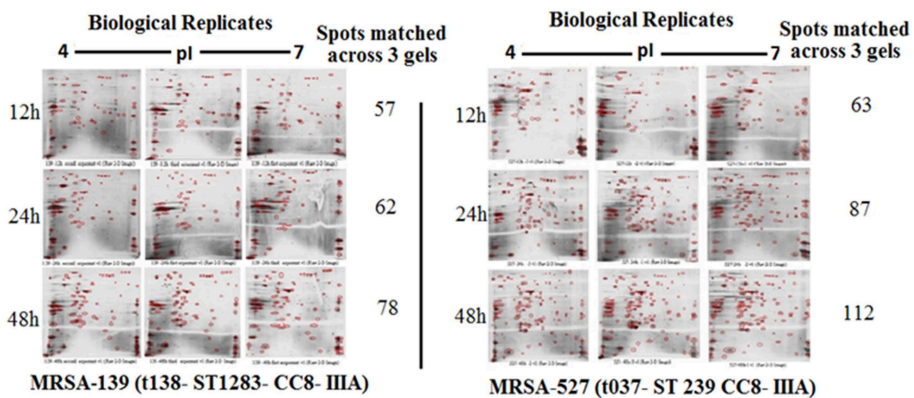 Biological Replicates
4 pI 7
Spots matched
across 3 gels
12h
57
24h
62
48h
78
MRSA-139 (t138- ST1283- CC8- IIIA)
Biological Replicates
4 pI 7
Spots matched
across 3 gels
12h
63
24h
87
48h
112
MRSA-527 (t037- ST 239 CC8- IIIA)